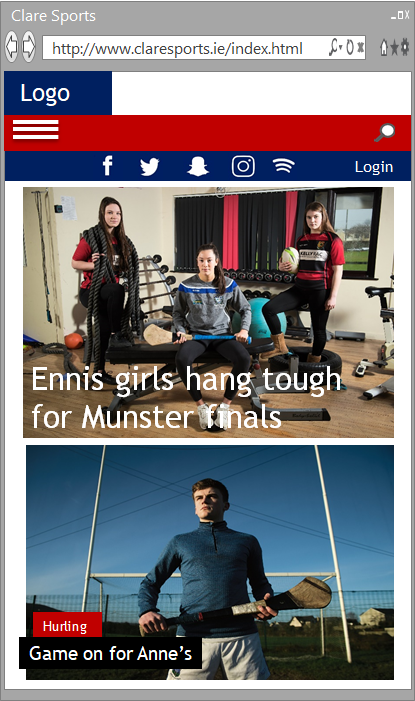 Clare Sports
http://www.claresports.ie/index.html
Logo
Login
Ennis girls hang tough
for Munster finals
Hurling
Game on for Anne's